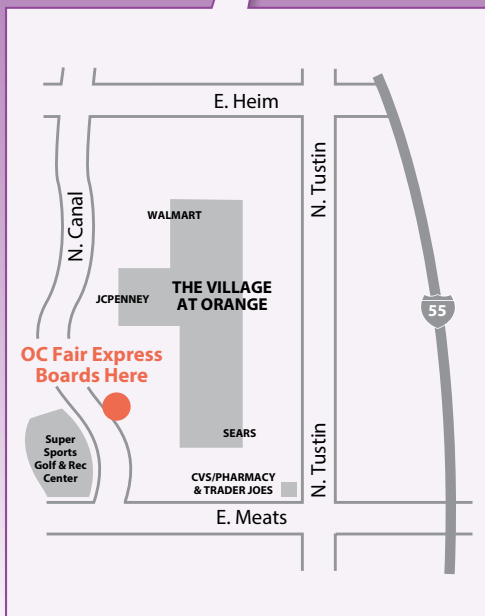 E. Heim
N. Canal
N. Tustin
WALMART
JCPENNEY
THE VILLAGE
AT ORANGE
55
OC Fair Express
Boards Here
Super
Sports
Golf & Rec
Center
SEARS
CVS/PHARMACY
& TRADER JOES
N. Tustin
E. Meats